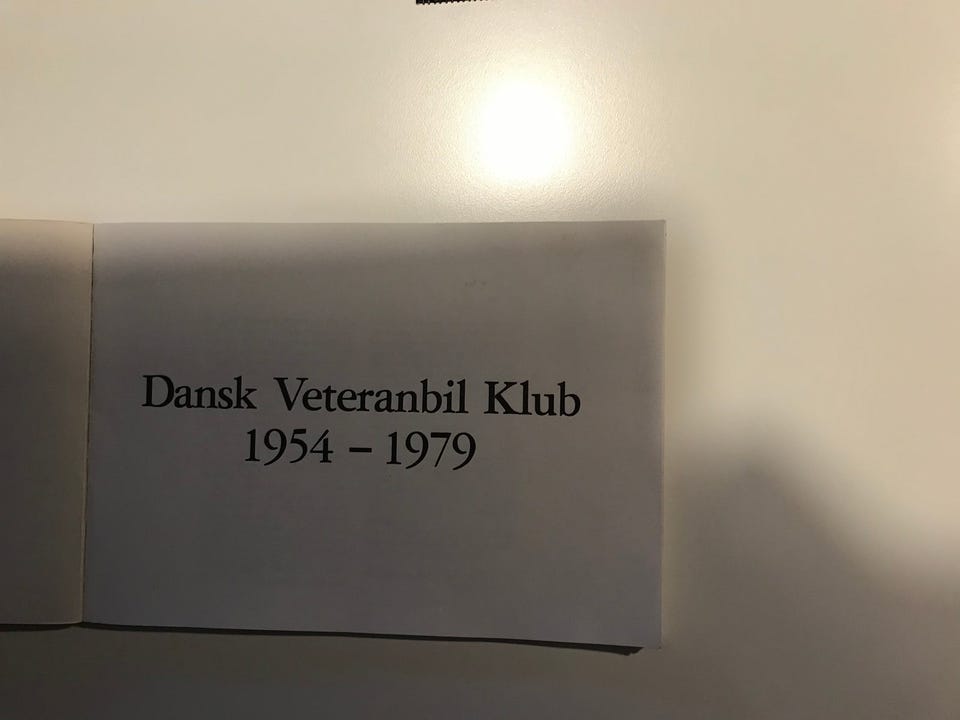 Dansk Veteranbil Klub
1954 – 1979